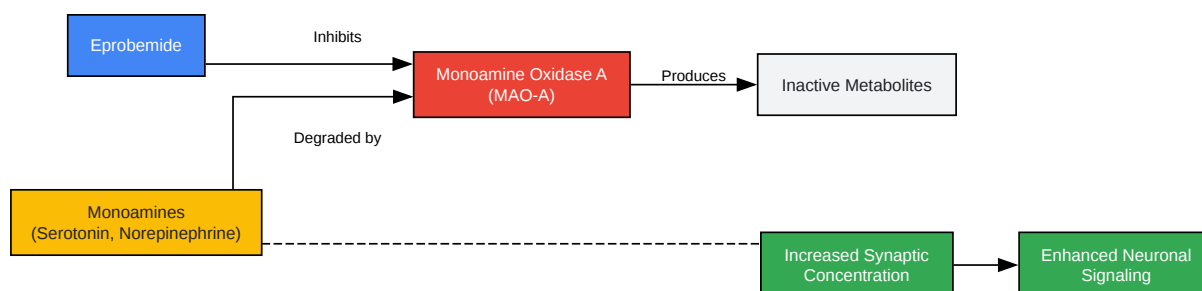 Eprobemide
Inhibits
Monoamine Oxidase A
(MAO-A)
Produces
Inactive Metabolites
Degraded by
Monoamines
(Serotonin, Norepinephrine)
Increased Synaptic
Concentration
Enhanced Neuronal
Signaling